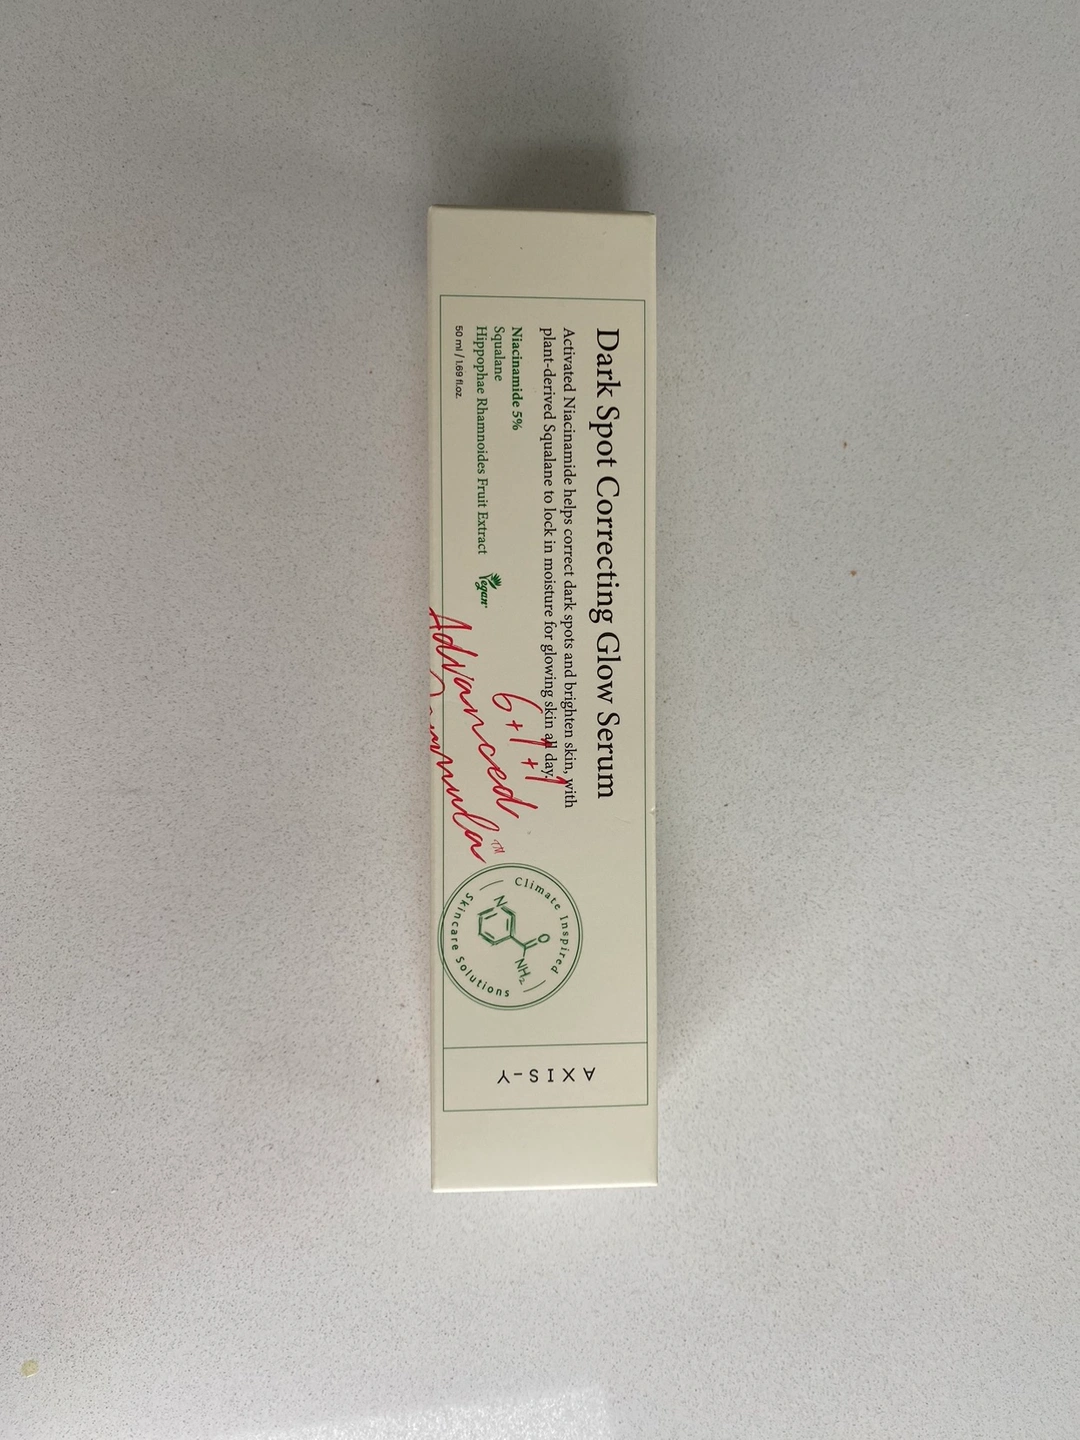 Dark Spot Correcting Glow Serum
Activated Niacinamide helps correct dark spots and brighten skin, with
plant-derived Squalane to lock in moisture for glowing skin all day.
Niacinamide 5%
Squalane
Hippophae Rhamnoides Fruit Extract
Vegan
50 ml / 1.69 fl.oz.
6+1+1
Advanced
Formula™
Climate Inspired
Skincare Solutions
N
O
NH₂
AXIS-Y